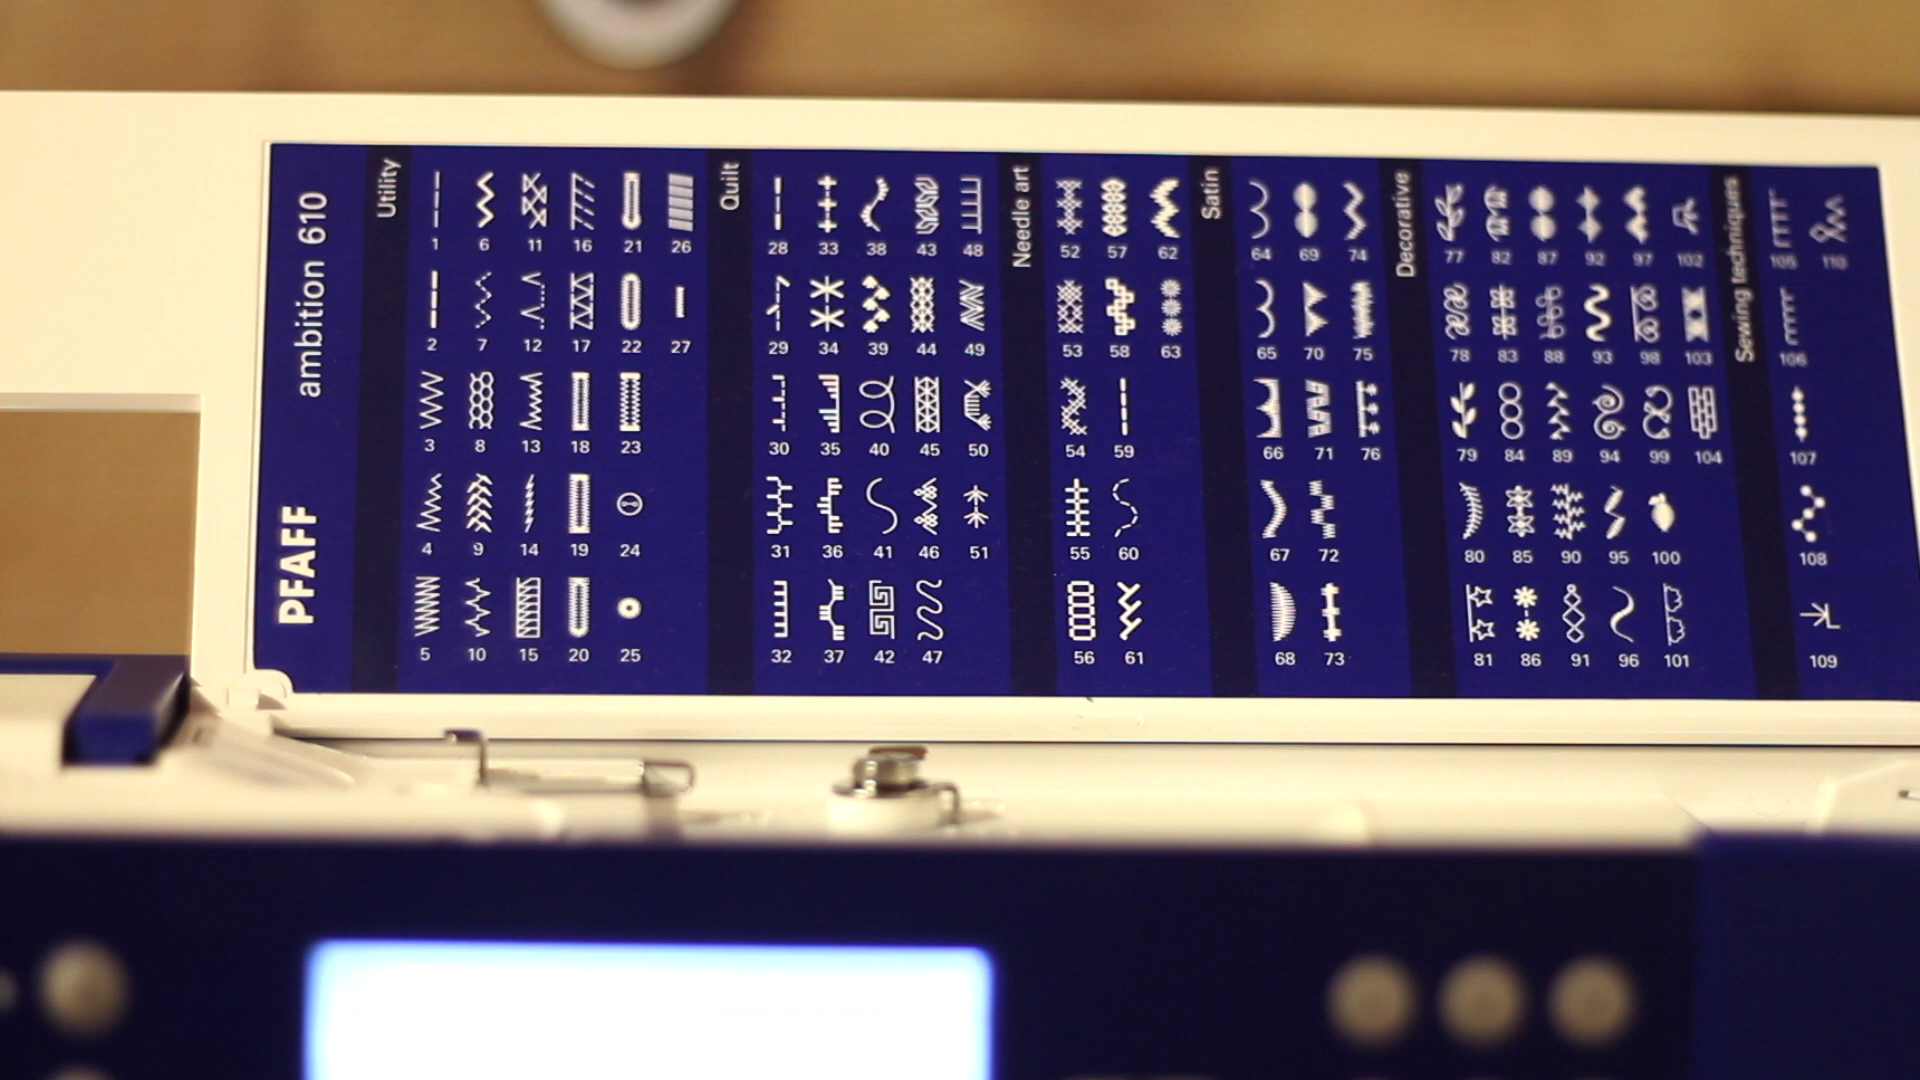 PFAFF ambition 610
Utility
1 6 11 16 21 26
2 7 12 17 22 27
3 8 13 18 23
4 9 14 19 24
5 10 15 20 25
Quilt
28 33 38 43 48
29 34 39 44 49
30 35 40 45 50
31 36 41 46 51
32 37 42 47
Needle art
52 57 62
53 58 63
54 59
55 60
56 61
Satin
64 69 74
65 70 75
66 71 76
67 72
68 73
Decorative
77 82 87 92 97 102
78 83 88 93 98 103
79 84 89 94 99 104
80 85 90 95 100
81 86 91 96 101
Sewing techniques
105 110
106
107
108
109